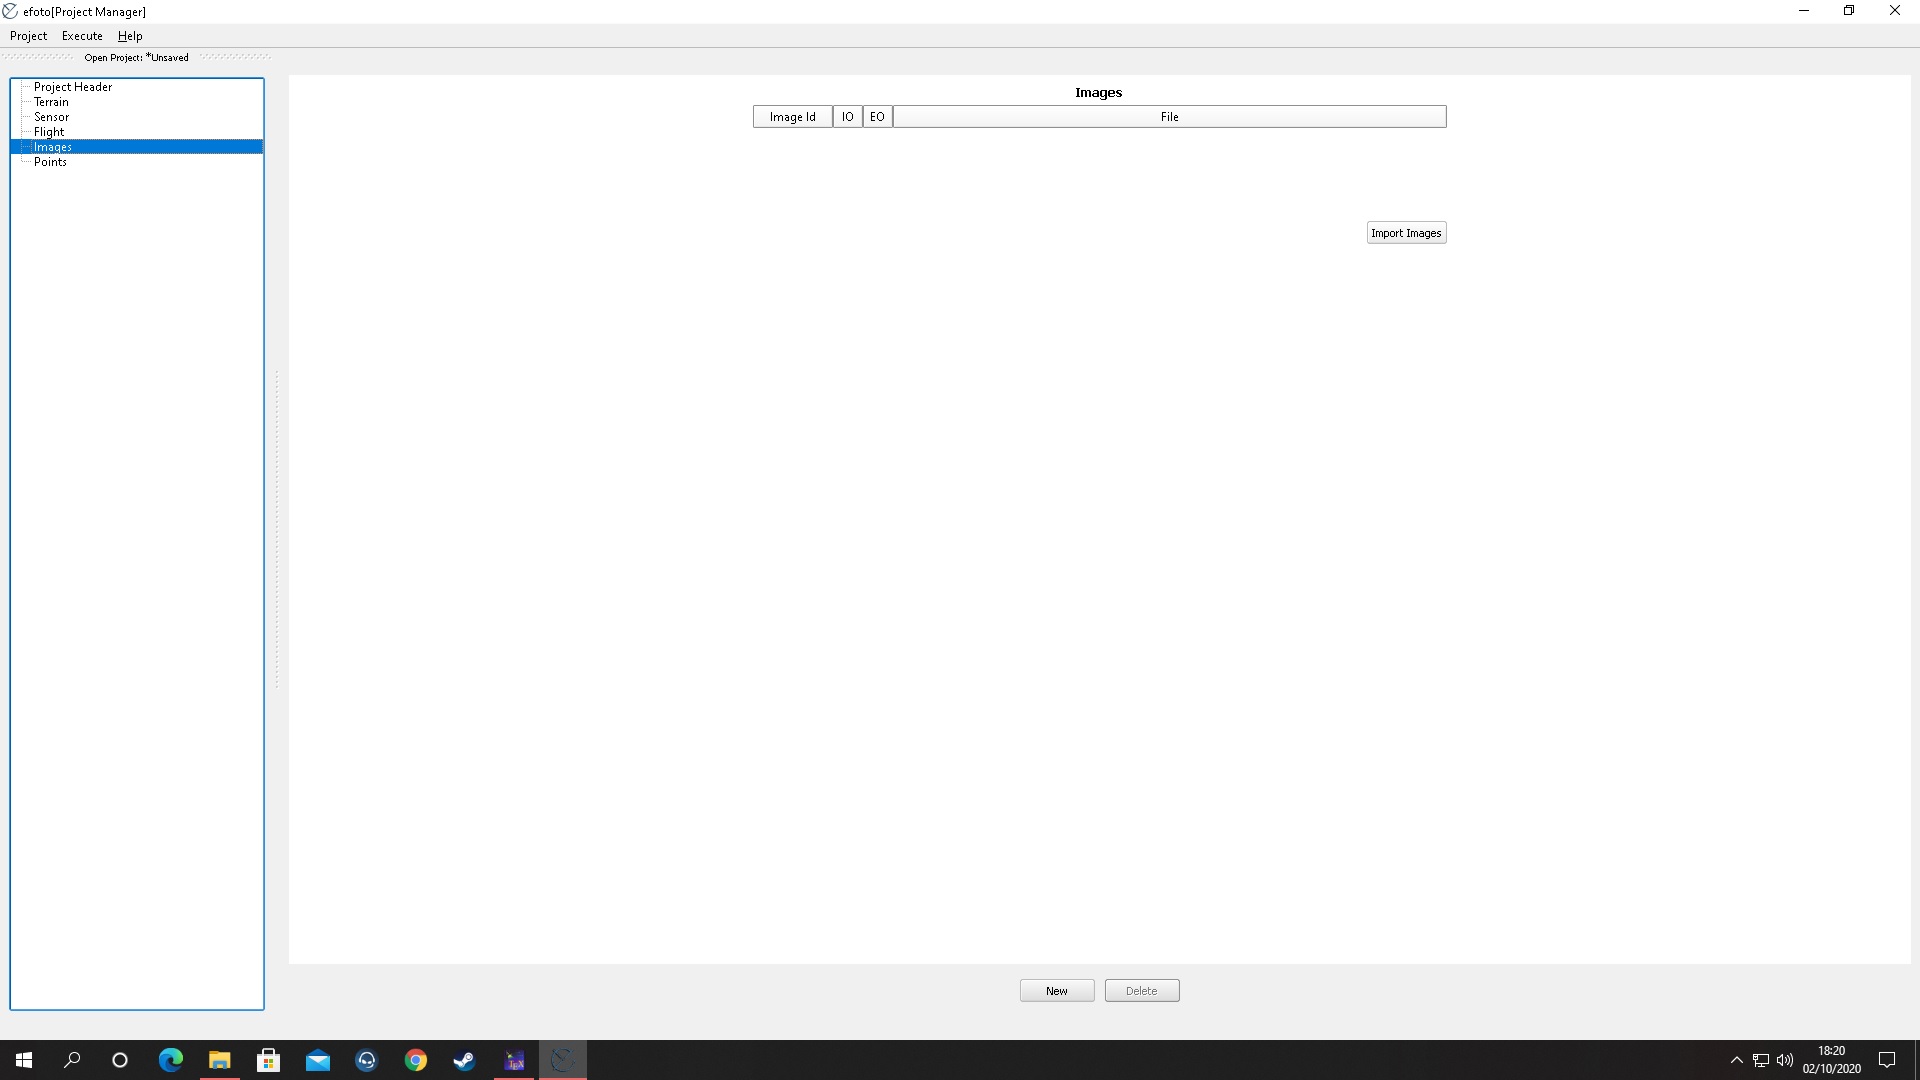 efoto[Project Manager]
Project Execute Help
Open Project: *Unsaved
Project Header
Terrain
Sensor
Flight
Images
Points
Images
Image Id IO EO File
Import Images
New Delete
18:20
02/10/2020